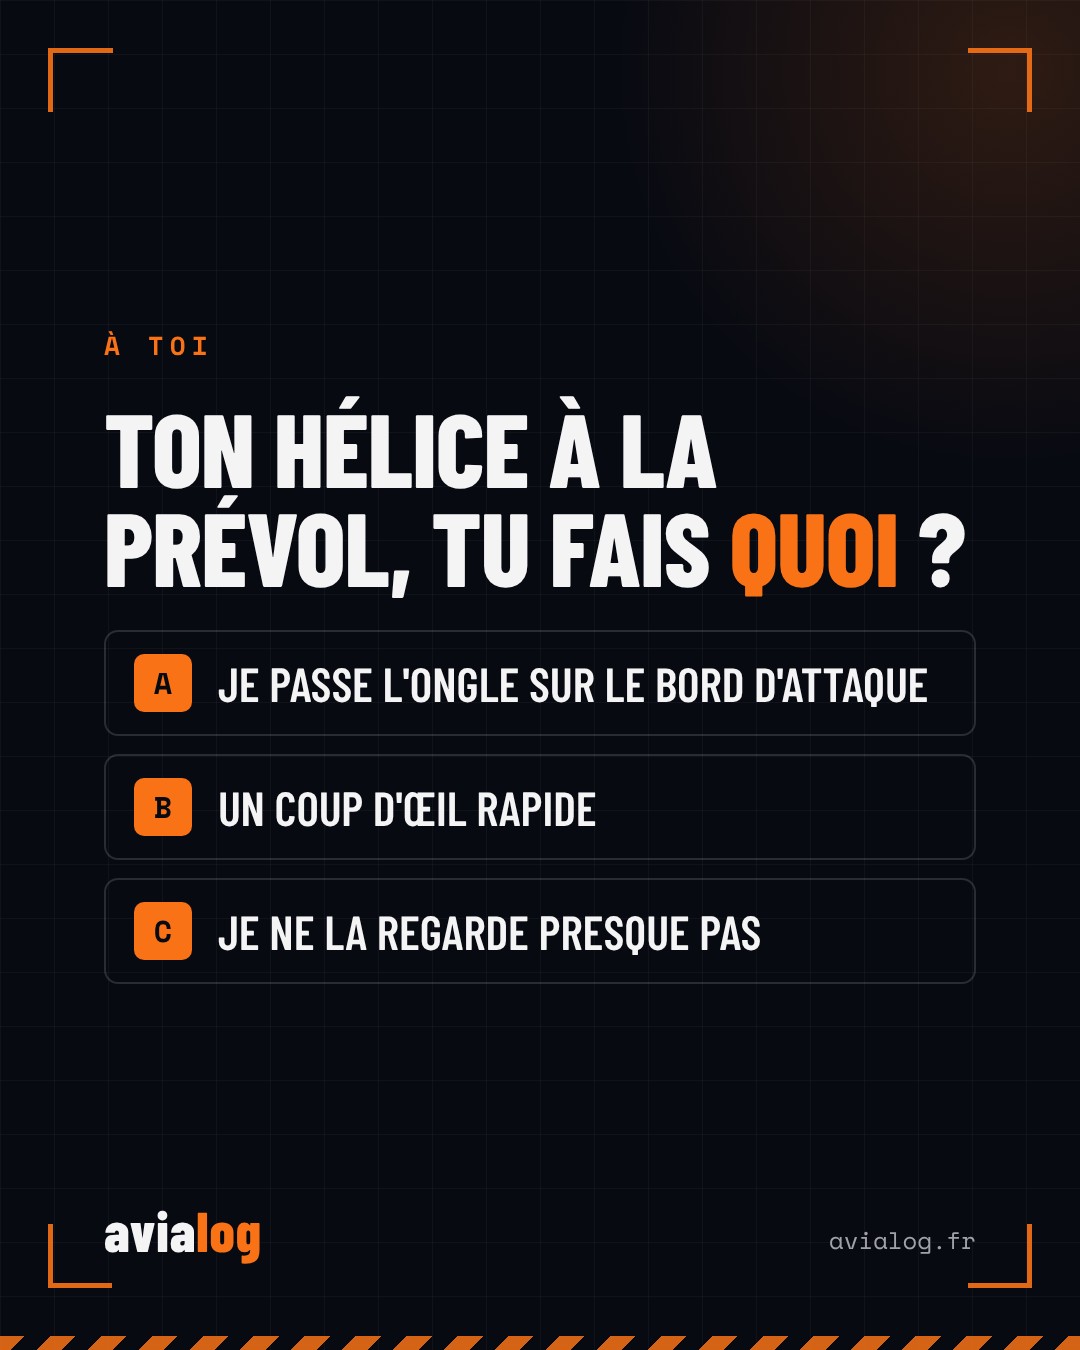 À TOI
TON HÉLICE À LA
PRÉVOL, TU FAIS QUOI ?
A JE PASSE L'ONGLE SUR LE BORD D'ATTAQUE
B UN COUP D'ŒIL RAPIDE
C JE NE LA REGARDE PRESQUE PAS
avialog
avialog.fr